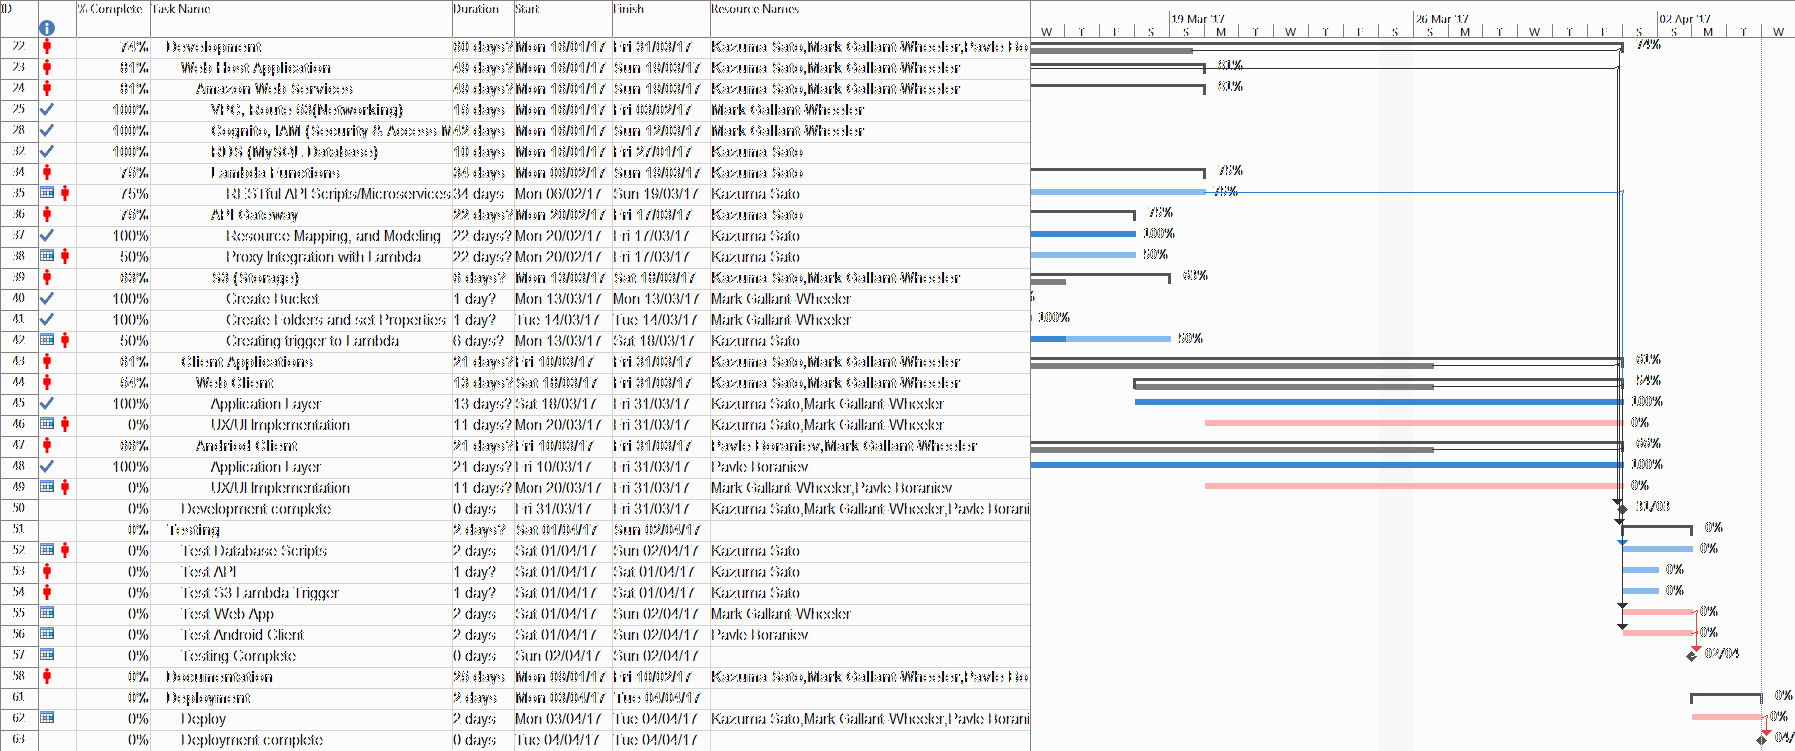 ID % Complete Task Name Duration Start Finish Resource Names 19 Mar '17 26 Mar '17 02 Apr '17
W T F S S M T W T F S S M T W T F S S M T W
22 74% Development 60 days? Mon 16/01/17 Fri 31/03/17 Kazuma Sato,Mark Gallant-Wheeler,Pavle Bo 74%
23 81% Web Host Application 49 days? Mon 16/01/17 Sun 19/03/17 Kazuma Sato,Mark Gallant-Wheeler 81%
24 81% Amazon Web Services 49 days? Mon 16/01/17 Sun 19/03/17 Kazuma Sato,Mark Gallant-Wheeler 81%
25 100% VPC, Route 53(Networking) 15 days Mon 16/01/17 Fri 03/02/17 Mark Gallant-Wheeler
28 100% Cognito, IAM (Security & Access M 42 days Mon 16/01/17 Sun 12/03/17 Mark Gallant-Wheeler
32 100% RDS (MySQL Database) 10 days Mon 16/01/17 Fri 27/01/17 Kazuma Sato
34 75% Lambda Functions 34 days Mon 06/02/17 Sun 19/03/17 Kazuma Sato 75%
35 75% RESTful API Scripts/Microservices 34 days Mon 06/02/17 Sun 19/03/17 Kazuma Sato 75%
36 75% API Gateway 22 days? Mon 20/02/17 Fri 17/03/17 Kazuma Sato 75%
37 100% Resource Mapping, and Modeling 22 days? Mon 20/02/17 Fri 17/03/17 Kazuma Sato 100%
38 50% Proxy Integration with Lambda 22 days? Mon 20/02/17 Fri 17/03/17 Kazuma Sato 50%
39 63% S3 (Storage) 6 days? Mon 13/03/17 Sat 18/03/17 Kazuma Sato,Mark Gallant-Wheeler 63%
40 100% Create Bucket 1 day? Mon 13/03/17 Mon 13/03/17 Mark Gallant-Wheeler %
41 100% Create Folders and set Properties 1 day? Tue 14/03/17 Tue 14/03/17 Mark Gallant-Wheeler 100%
42 50% Creating trigger to Lambda 6 days? Mon 13/03/17 Sat 18/03/17 Kazuma Sato 50%
43 61% Client Applications 21 days? Fri 10/03/17 Fri 31/03/17 Kazuma Sato,Mark Gallant-Wheeler 61%
44 54% Web Client 13 days? Sat 18/03/17 Fri 31/03/17 Kazuma Sato,Mark Gallant-Wheeler 54%
45 100% Application Layer 13 days? Sat 18/03/17 Fri 31/03/17 Kazuma Sato,Mark Gallant-Wheeler 100%
46 0% UX/UI Implementation 11 days? Mon 20/03/17 Fri 31/03/17 Kazuma Sato,Mark Gallant-Wheeler 0%
47 66% Andriod Client 21 days? Fri 10/03/17 Fri 31/03/17 Pavle Boraniev,Mark Gallant-Wheeler 66%
48 100% Application Layer 21 days? Fri 10/03/17 Fri 31/03/17 Pavle Boraniev 100%
49 0% UX/UI Implementation 11 days? Mon 20/03/17 Fri 31/03/17 Mark Gallant-Wheeler,Pavle Boraniev 0%
50 0% Development complete 0 days Fri 31/03/17 Fri 31/03/17 Kazuma Sato,Mark Gallant-Wheeler,Pavle Borani 31/03
51 0% Testing 2 days? Sat 01/04/17 Sun 02/04/17 0%
52 0% Test Database Scripts 2 days Sat 01/04/17 Sun 02/04/17 Kazuma Sato 0%
53 0% Test API 1 day? Sat 01/04/17 Sat 01/04/17 Kazuma Sato 0%
54 0% Test S3 Lambda Trigger 1 day? Sat 01/04/17 Sat 01/04/17 Kazuma Sato 0%
55 0% Test Web App 2 days Sat 01/04/17 Sun 02/04/17 Mark Gallant-Wheeler 0%
56 0% Test Android Client 2 days Sat 01/04/17 Sun 02/04/17 Pavle Boraniev 0%
57 0% Testing Complete 0 days Sun 02/04/17 Sun 02/04/17 02/04
58 0% Documentation 26 days Mon 09/01/17 Fri 10/02/17 Kazuma Sato,Mark Gallant-Wheeler,Pavle Bo
61 0% Deployment 2 days Mon 03/04/17 Tue 04/04/17 0%
62 0% Deploy 2 days Mon 03/04/17 Tue 04/04/17 Kazuma Sato,Mark Gallant-Wheeler,Pavle Borani 0%
63 0% Deployment complete 0 days Tue 04/04/17 Tue 04/04/17 04/